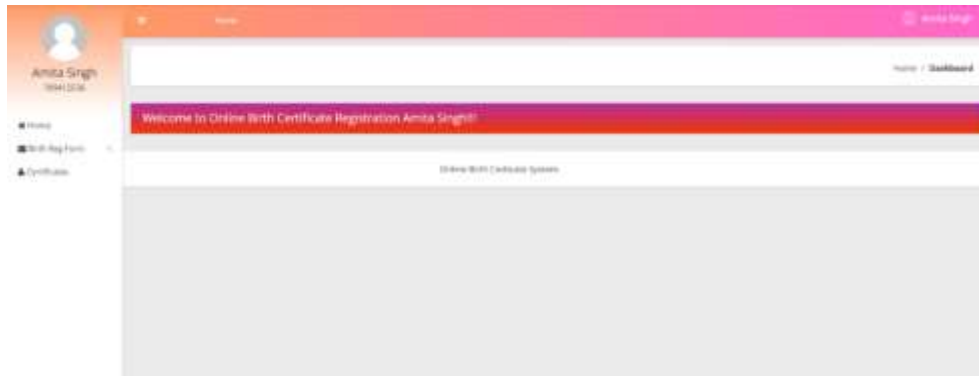 Home
Amita Singh
Amita Singh
Home / Dashboard
Welcome to Online Birth Certificate Registration Amita Singh!!
Home
Birth Reg Form
Certificates
Online Birth Certificate System